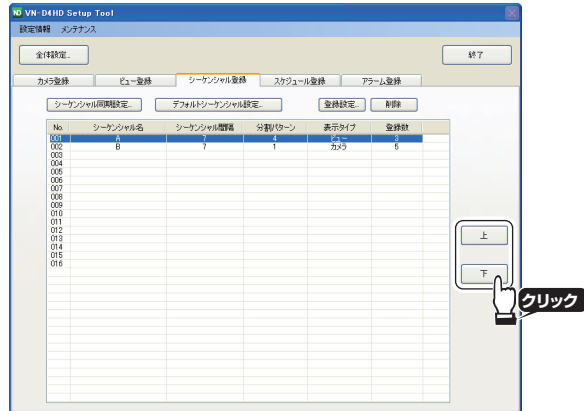 VN-D4HD Setup Tool
設定情報 メンテナンス
全体設定... 終了
カメラ登録 ビュー登録 シーケンシャル登録 スケジュール登録 アラーム登録
シーケンシャル同期設定... デフォルトシーケンシャル設定... 登録設定... 削除
No. シーケンシャル名 シーケンシャル間隔 分割パターン 表示タイプ 登録数
001 A 7 4 ビュー 3
002 B 7 1 カメラ 5
003
004
005
006
007
008
009
010
011
012
013
014
015
016
上
下
クリック